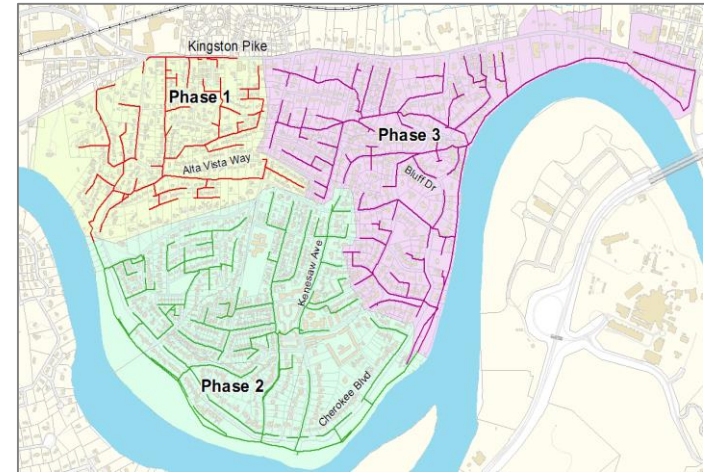 Kingston Pike
Phase 1
Phase 3
Alta Vista Way
Bluff Dr
Kenesaw Ave
Phase 2
Cherokee Blvd